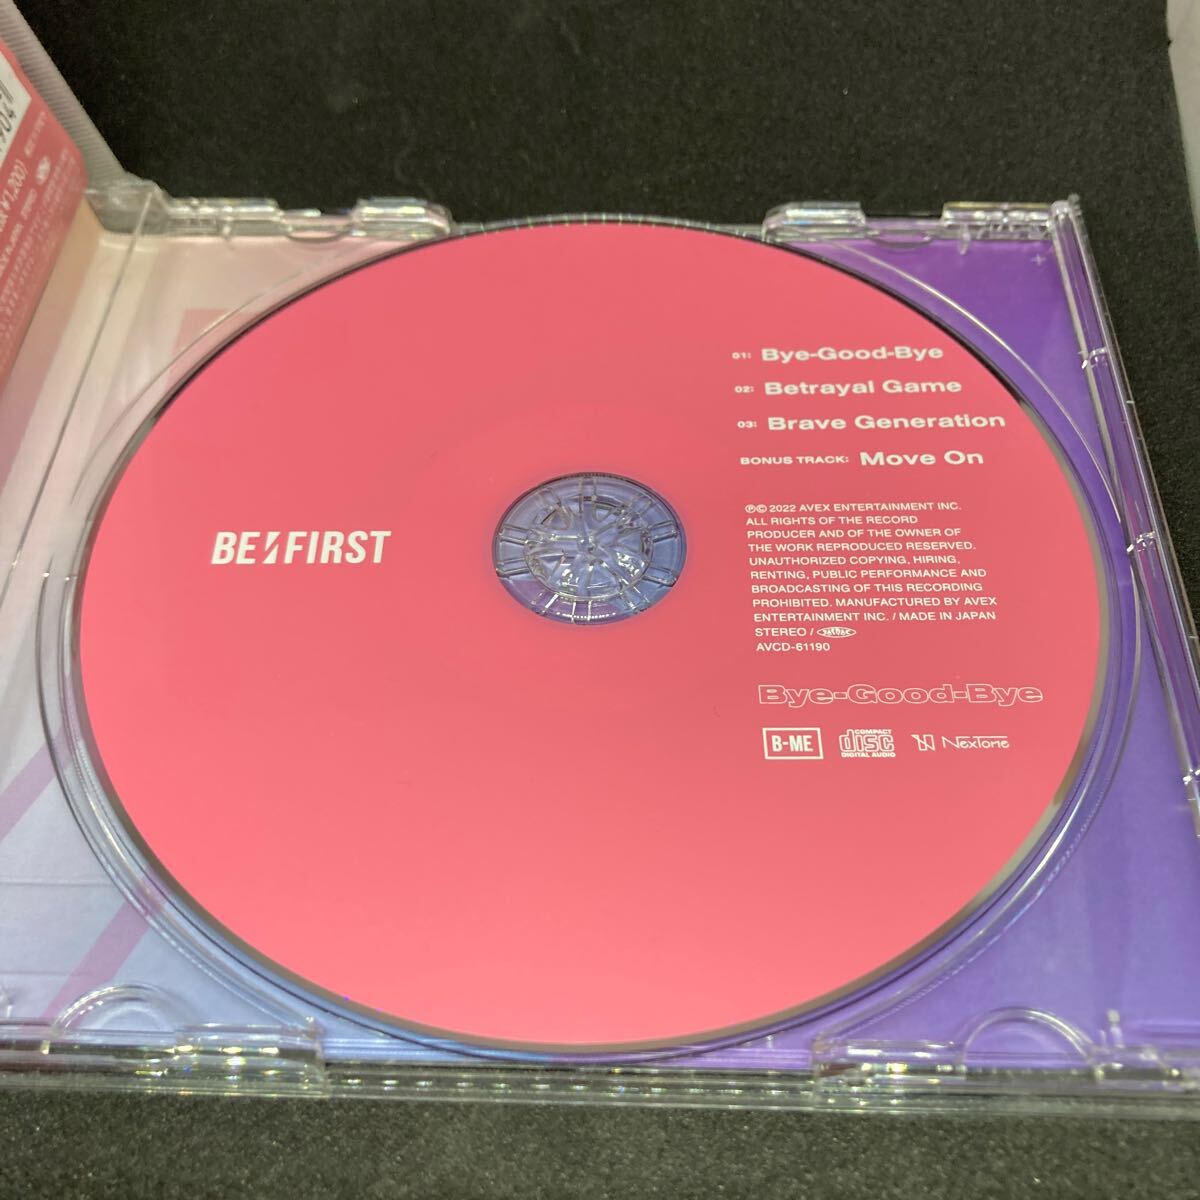 ¥1,200)
BE:FIRST
01: Bye-Good-Bye
02: Betrayal Game
03: Brave Generation
BONUS TRACK: Move On
Ⓟ© 2022 AVEX ENTERTAINMENT INC.
ALL RIGHTS OF THE RECORD
PRODUCER AND OF THE OWNER OF
THE WORK REPRODUCED RESERVED.
UNAUTHORIZED COPYING, HIRING,
RENTING, PUBLIC PERFORMANCE AND
BROADCASTING OF THIS RECORDING
PROHIBITED. MANUFACTURED BY AVEX
ENTERTAINMENT INC. / MADE IN JAPAN
STEREO /
AVCD-61190
Bye-Good-Bye
B-ME
COMPACT
disc
DIGITAL AUDIO
NexTone